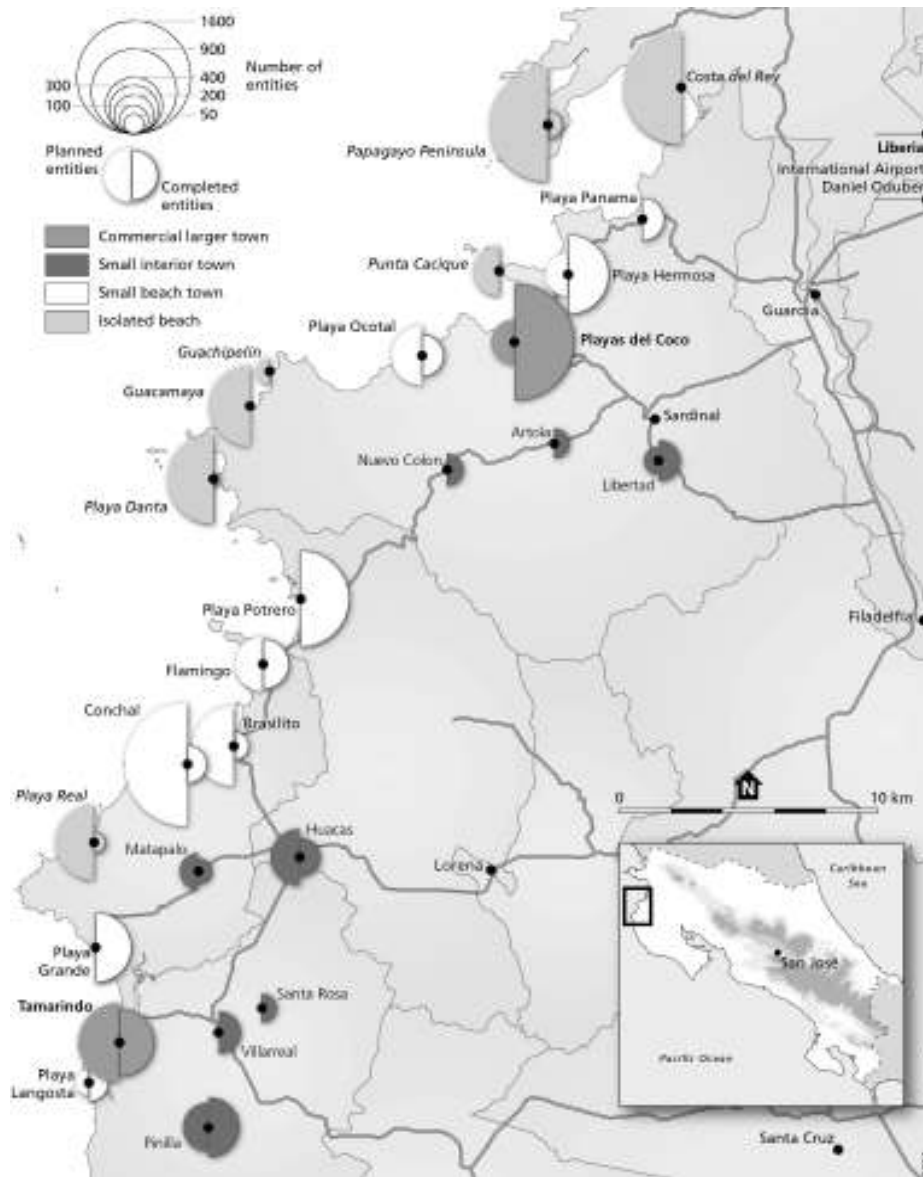 1600
900
400
300
200
100
50
Number of
entities
Planned
entities
Completed
entities
Commercial larger town
Small interior town
Small beach town
Isolated beach
Costa del Rey
Papagayo Peninsula
Liberia
International Airport
Daniel Oduber
Playa Panama
Punta Cacique
Playa Hermosa
Guardia
Playa Ocotal
Playas del Coco
Guachipelin
Guacamaya
Sardinal
Artola
Nuevo Colon
Libertad
Playa Danta
Playa Potrero
Filadelfia
Flamingo
Conchal
Brasilito
Playa Real
N
0
10 km
Huacas
Matapalo
Lorena
Caribbean
Sea
San José
Pacific Ocean
Playa
Grande
Tamarindo
Santa Rosa
Villarreal
Playa
Langosta
Pinilla
Santa Cruz